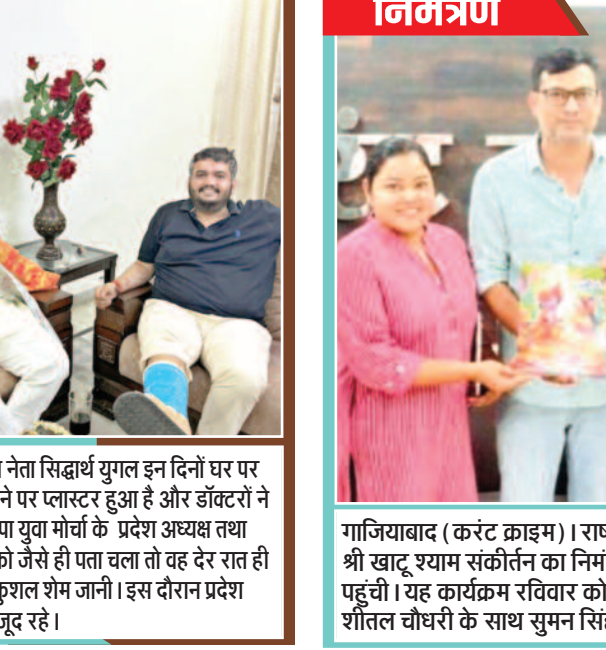 निमंत्रण
नेता सिद्धार्थ युगल इन दिनों घर पर
ने पर प्लास्टर हुआ है और डॉक्टरों ने
पा युवा मोर्चा के प्रदेश अध्यक्ष तथा
को जैसे ही पता चला तो वह देर रात ही
कुशल शेम जानी । इस दौरान प्रदेश
जूद रहे ।
गाजियाबाद ( करंट क्राइम ) । राष
श्री खाटू श्याम संकीर्तन का निमं
पहुंची । यह कार्यक्रम रविवार को
शीतल चौधरी के साथ सुमन सिंह